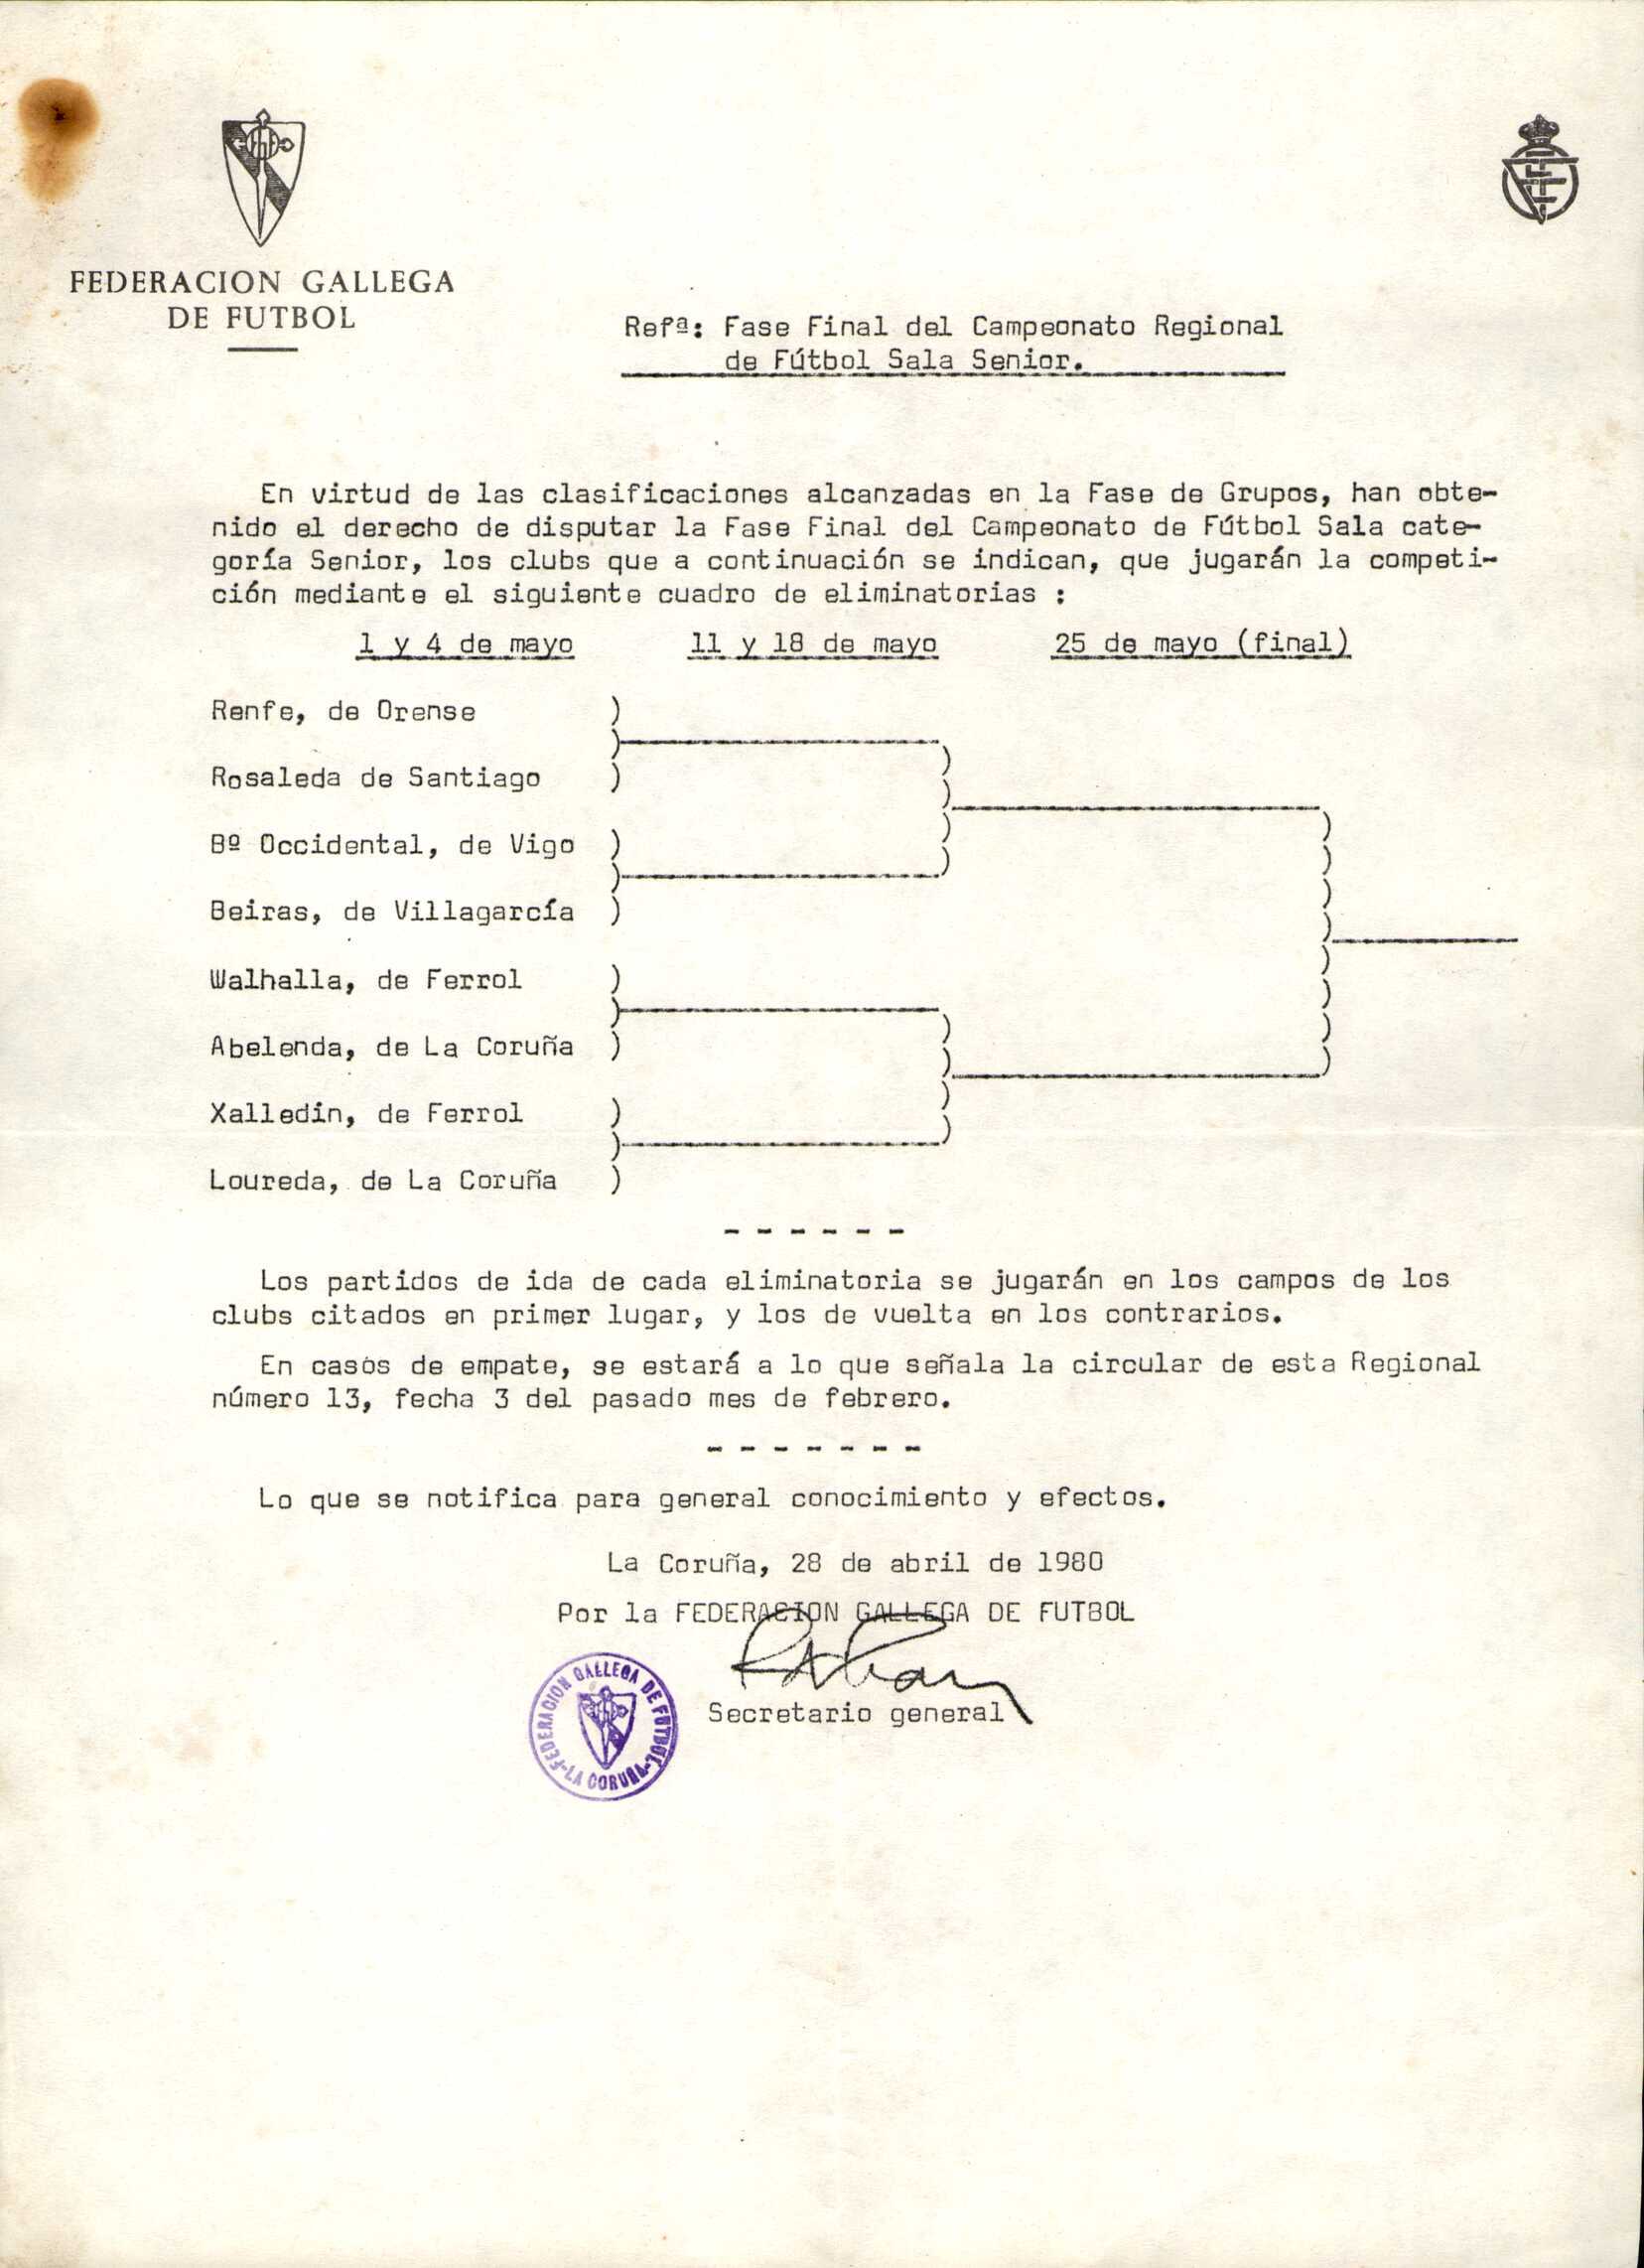 FEDERACION GALLEGA
DE FUTBOL
Refª: Fase Final del Campeonato Regional
de Fútbol Sala Senior.
En virtud de las clasificaciones alcanzadas en la Fase de Grupos, han obte-
nido el derecho de disputar la Fase Final del Campeonato de Fútbol Sala cate-
goría Senior, los clubs que a continuación se indican, que jugarán la competi-
ción mediante el siguiente cuadro de eliminatorias :
1 y 4 de mayo 11 y 18 de mayo 25 de mayo (final)
Renfe, de Orense
Rosaleda de Santiago
Bº Occidental, de Vigo
Beiras, de Villagarcía
Walhalla, de Ferrol
Abelenda, de La Coruña
Xalledin, de Ferrol
Loureda, de La Coruña
Los partidos de ida de cada eliminatoria se jugarán en los campos de los
clubs citados en primer lugar, y los de vuelta en los contrarios.
En casos de empate, se estará a lo que señala la circular de esta Regional
número 13, fecha 3 del pasado mes de febrero.
Lo que se notifica para general conocimiento y efectos.
La Coruña, 28 de abril de 1980
Por la FEDERACION GALLEGA DE FUTBOL
Secretario general
FEDERACION GALLEGA DE FUTBOL
-LA CORUÑA-